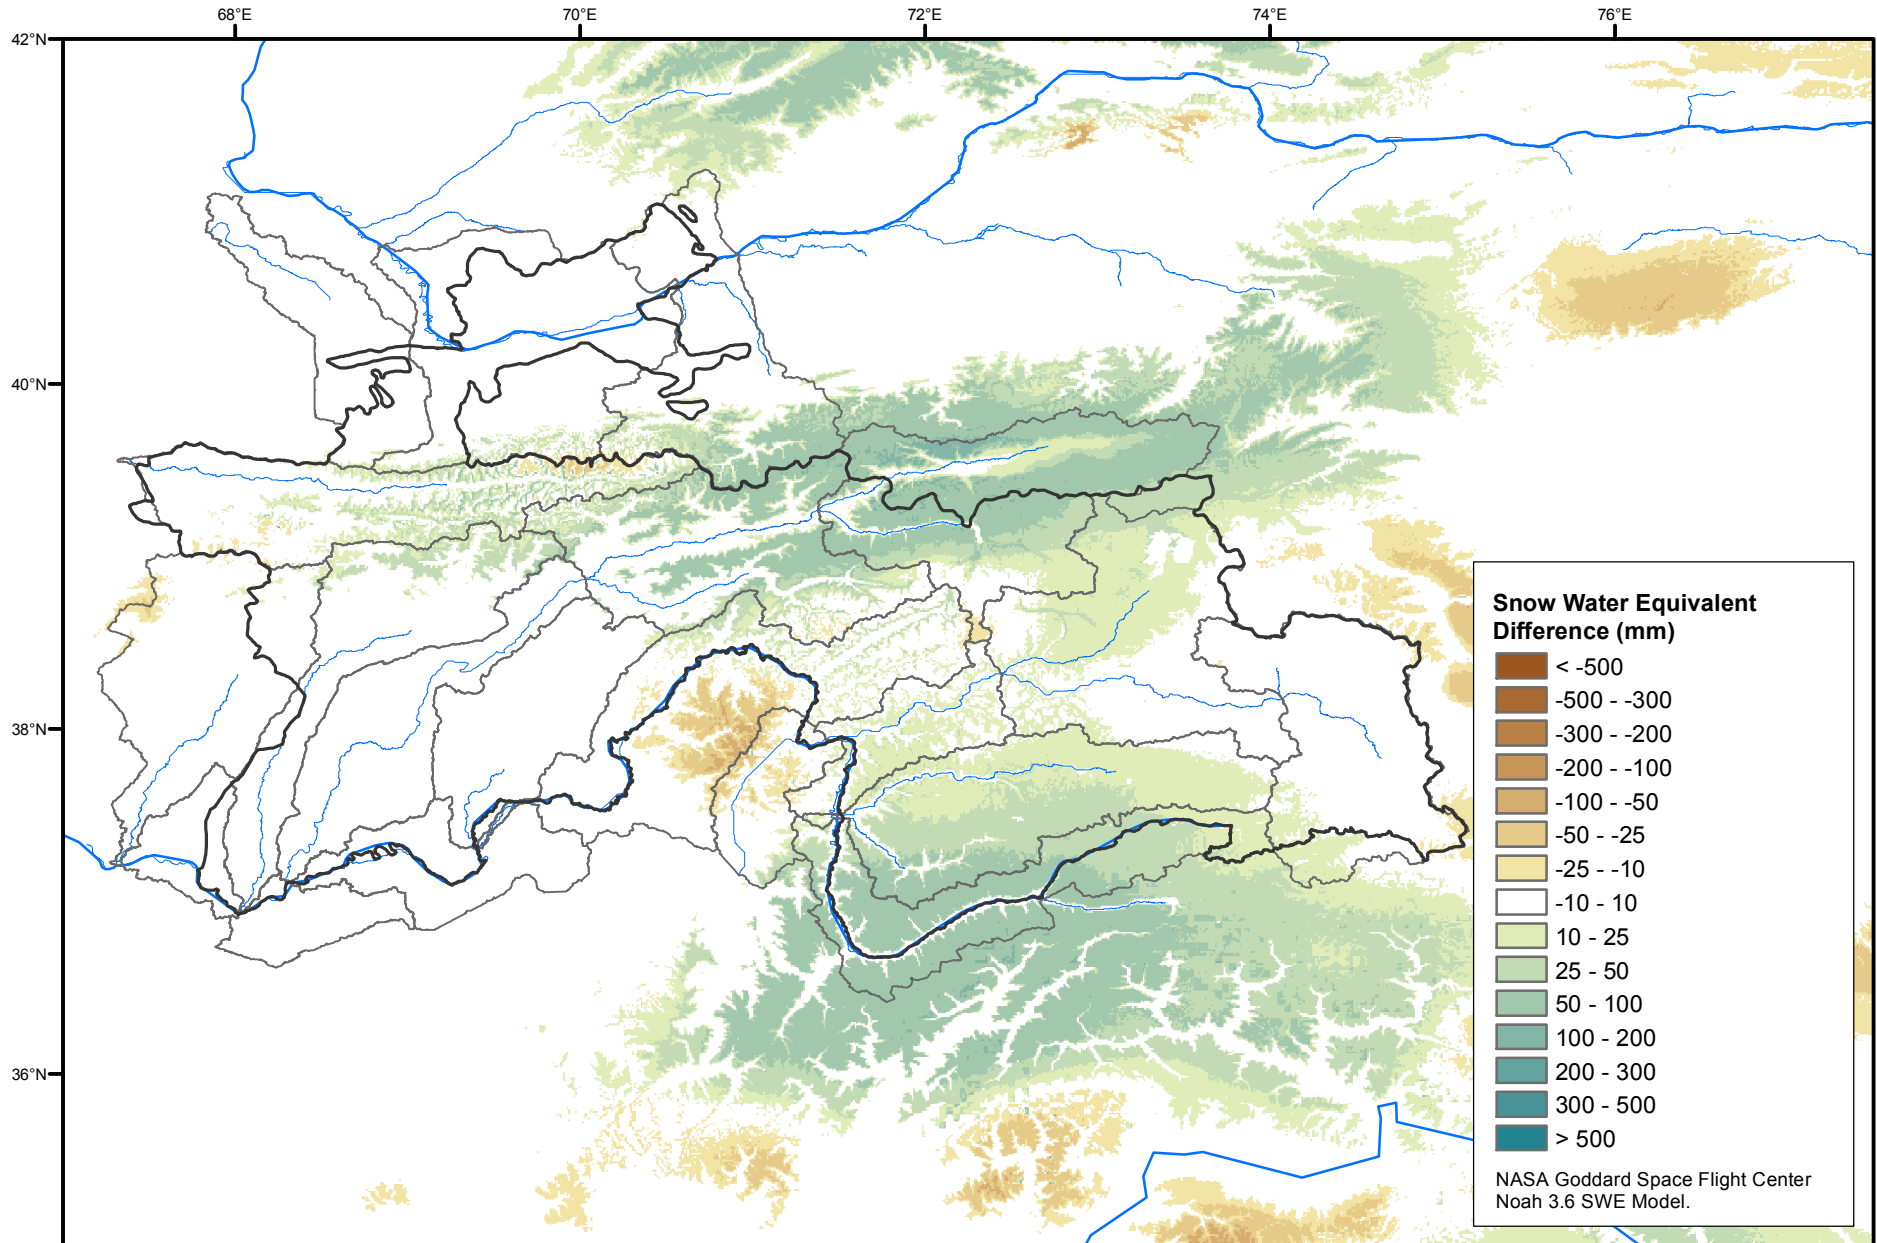 68°E 70°E 72°E 74°E 76°E
42°N
40°N
38°N
36°N
Snow Water Equivalent
Difference (mm)
< -500
-500 - -300
-300 - -200
-200 - -100
-100 - -50
-50 - -25
-25 - -10
-10 - 10
10 - 25
25 - 50
50 - 100
100 - 200
200 - 300
300 - 500
> 500
NASA Goddard Space Flight Center
Noah 3.6 SWE Model.